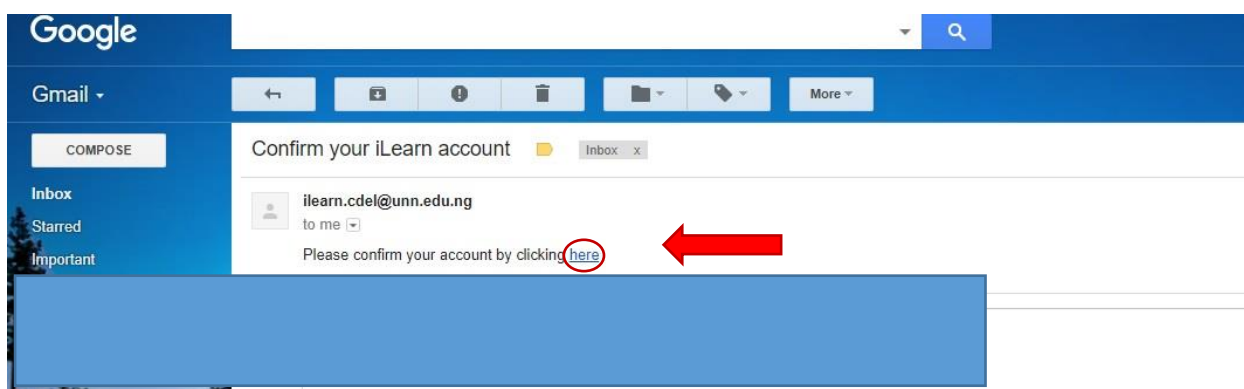 Google
Gmail
More
COMPOSE
Confirm your iLearn account
Inbox x
Inbox
ilearn.cdel@unn.edu.ng
Starred
to me
Important
Please confirm your account by clicking here